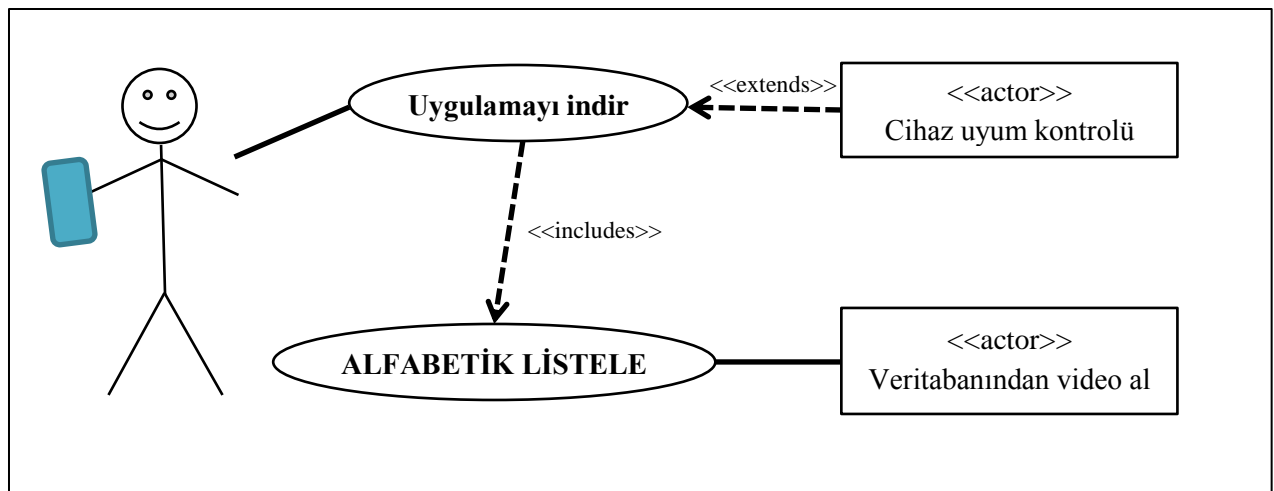 Uygulamayı indir
<<extends>>
<<actor>>
Cihaz uyum kontrolü
<<includes>>
ALFABETİK LİSTELE
<<actor>>
Veritabanından video al